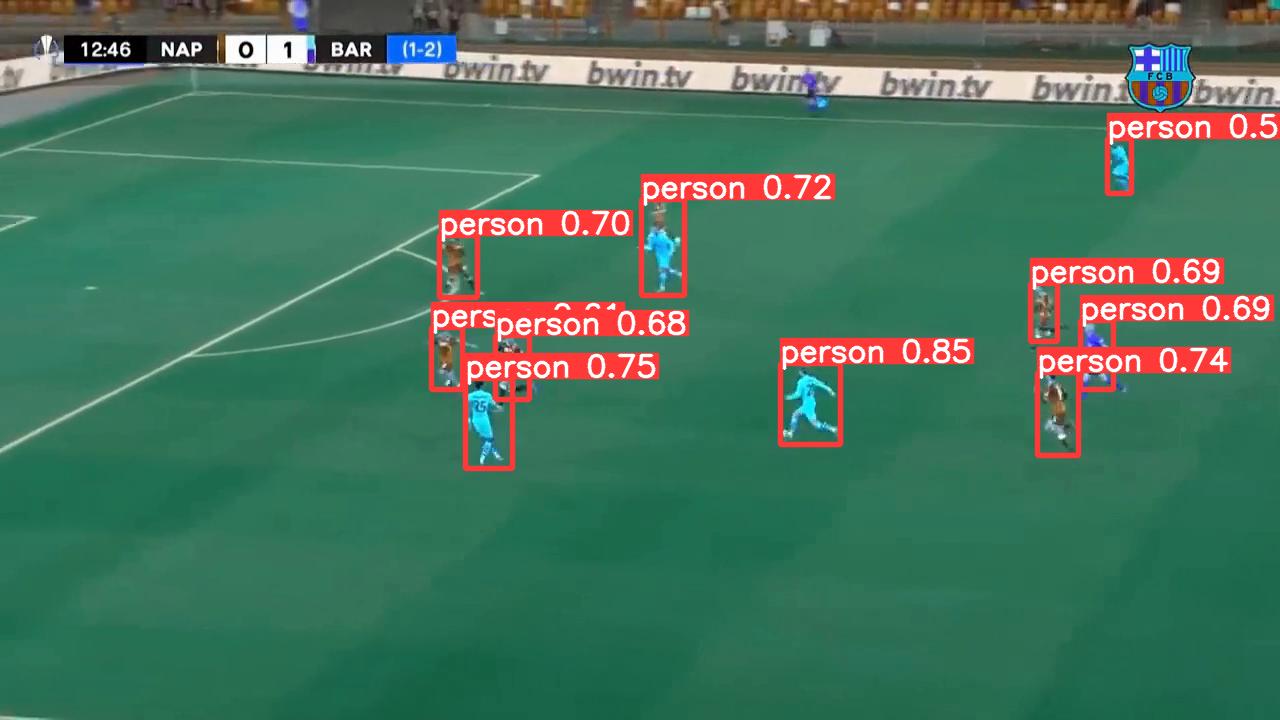 12:46 NAP 0 1 BAR (1-2)
bwin.tv bwin.tv bwin.tv bwin.tv bwin.
FCB
person 0.5
person 0.72
person 0.70
person 0.69
person 0.69
person 0.68
person 0.85
person 0.74
person 0.75
25